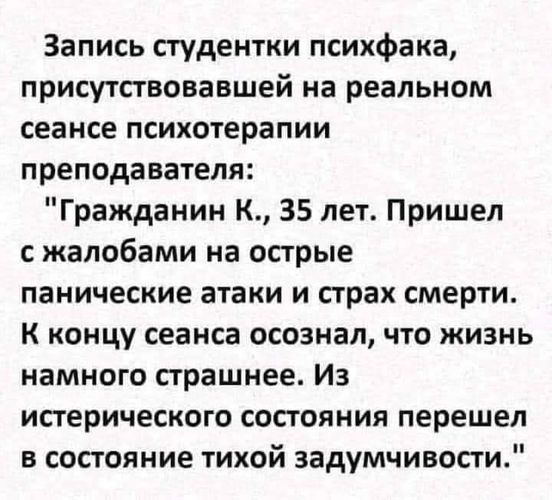 Запись студентки психфака,
присутствовавшей на реальном
сеансе психотерапии
преподавателя:
"Гражданин К., 35 лет. Пришел
с жалобами на острые
панические атаки и страх смерти.
К концу сеанса осознал, что жизнь
намного страшнее. Из
истерического состояния перешел
в состояние тихой задумчивости."